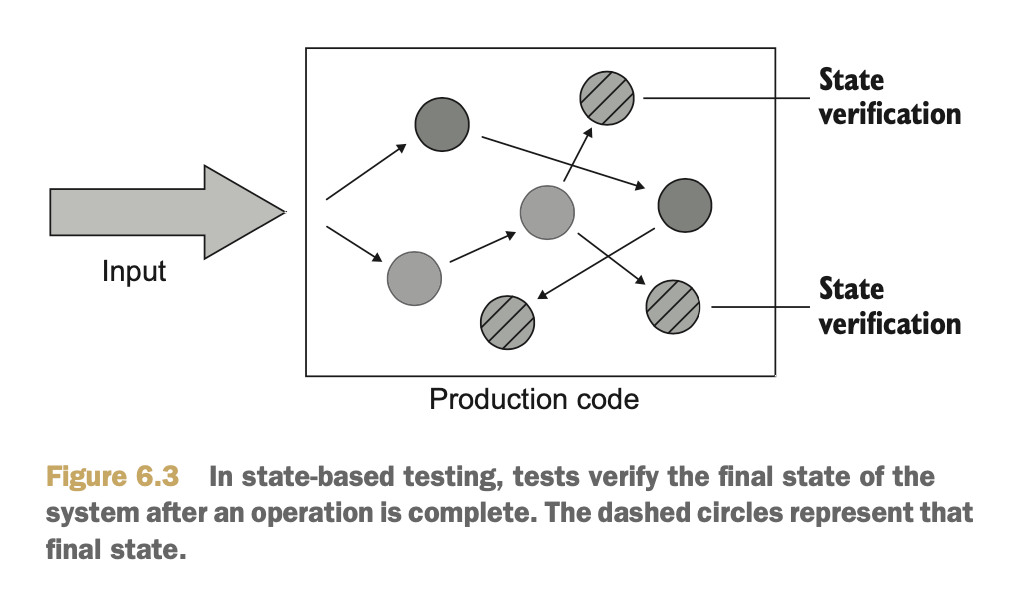 State
verification
Input
State
verification
Production code
Figure 6.3 In state-based testing, tests verify the final state of the
system after an operation is complete. The dashed circles represent that
final state.